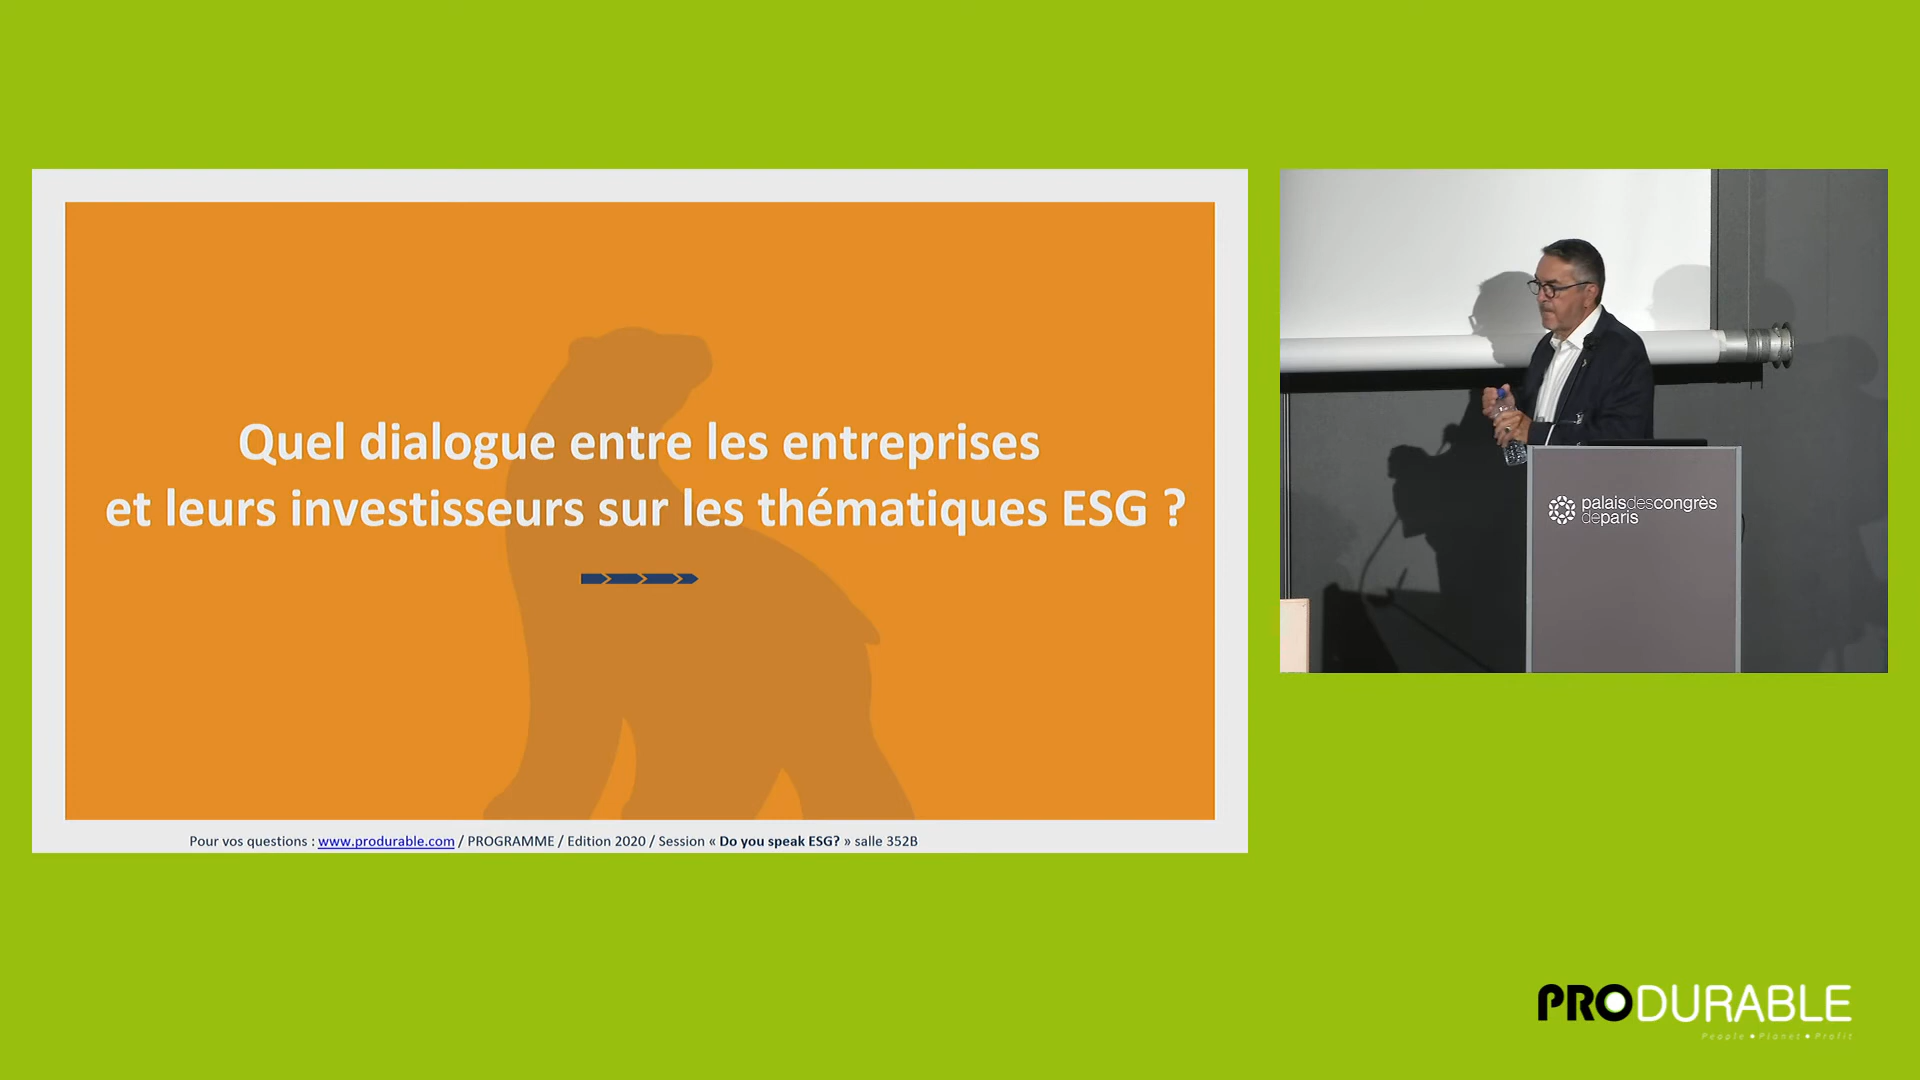 Quel dialogue entre les entreprises
et leurs investisseurs sur les thématiques ESG ?
Pour vos questions : www.produrable.com / PROGRAMME / Edition 2020 / Session « Do you speak ESG? » salle 352B
palaisdescongrès
deparis
PRODURABLE
People • Planet • Profit